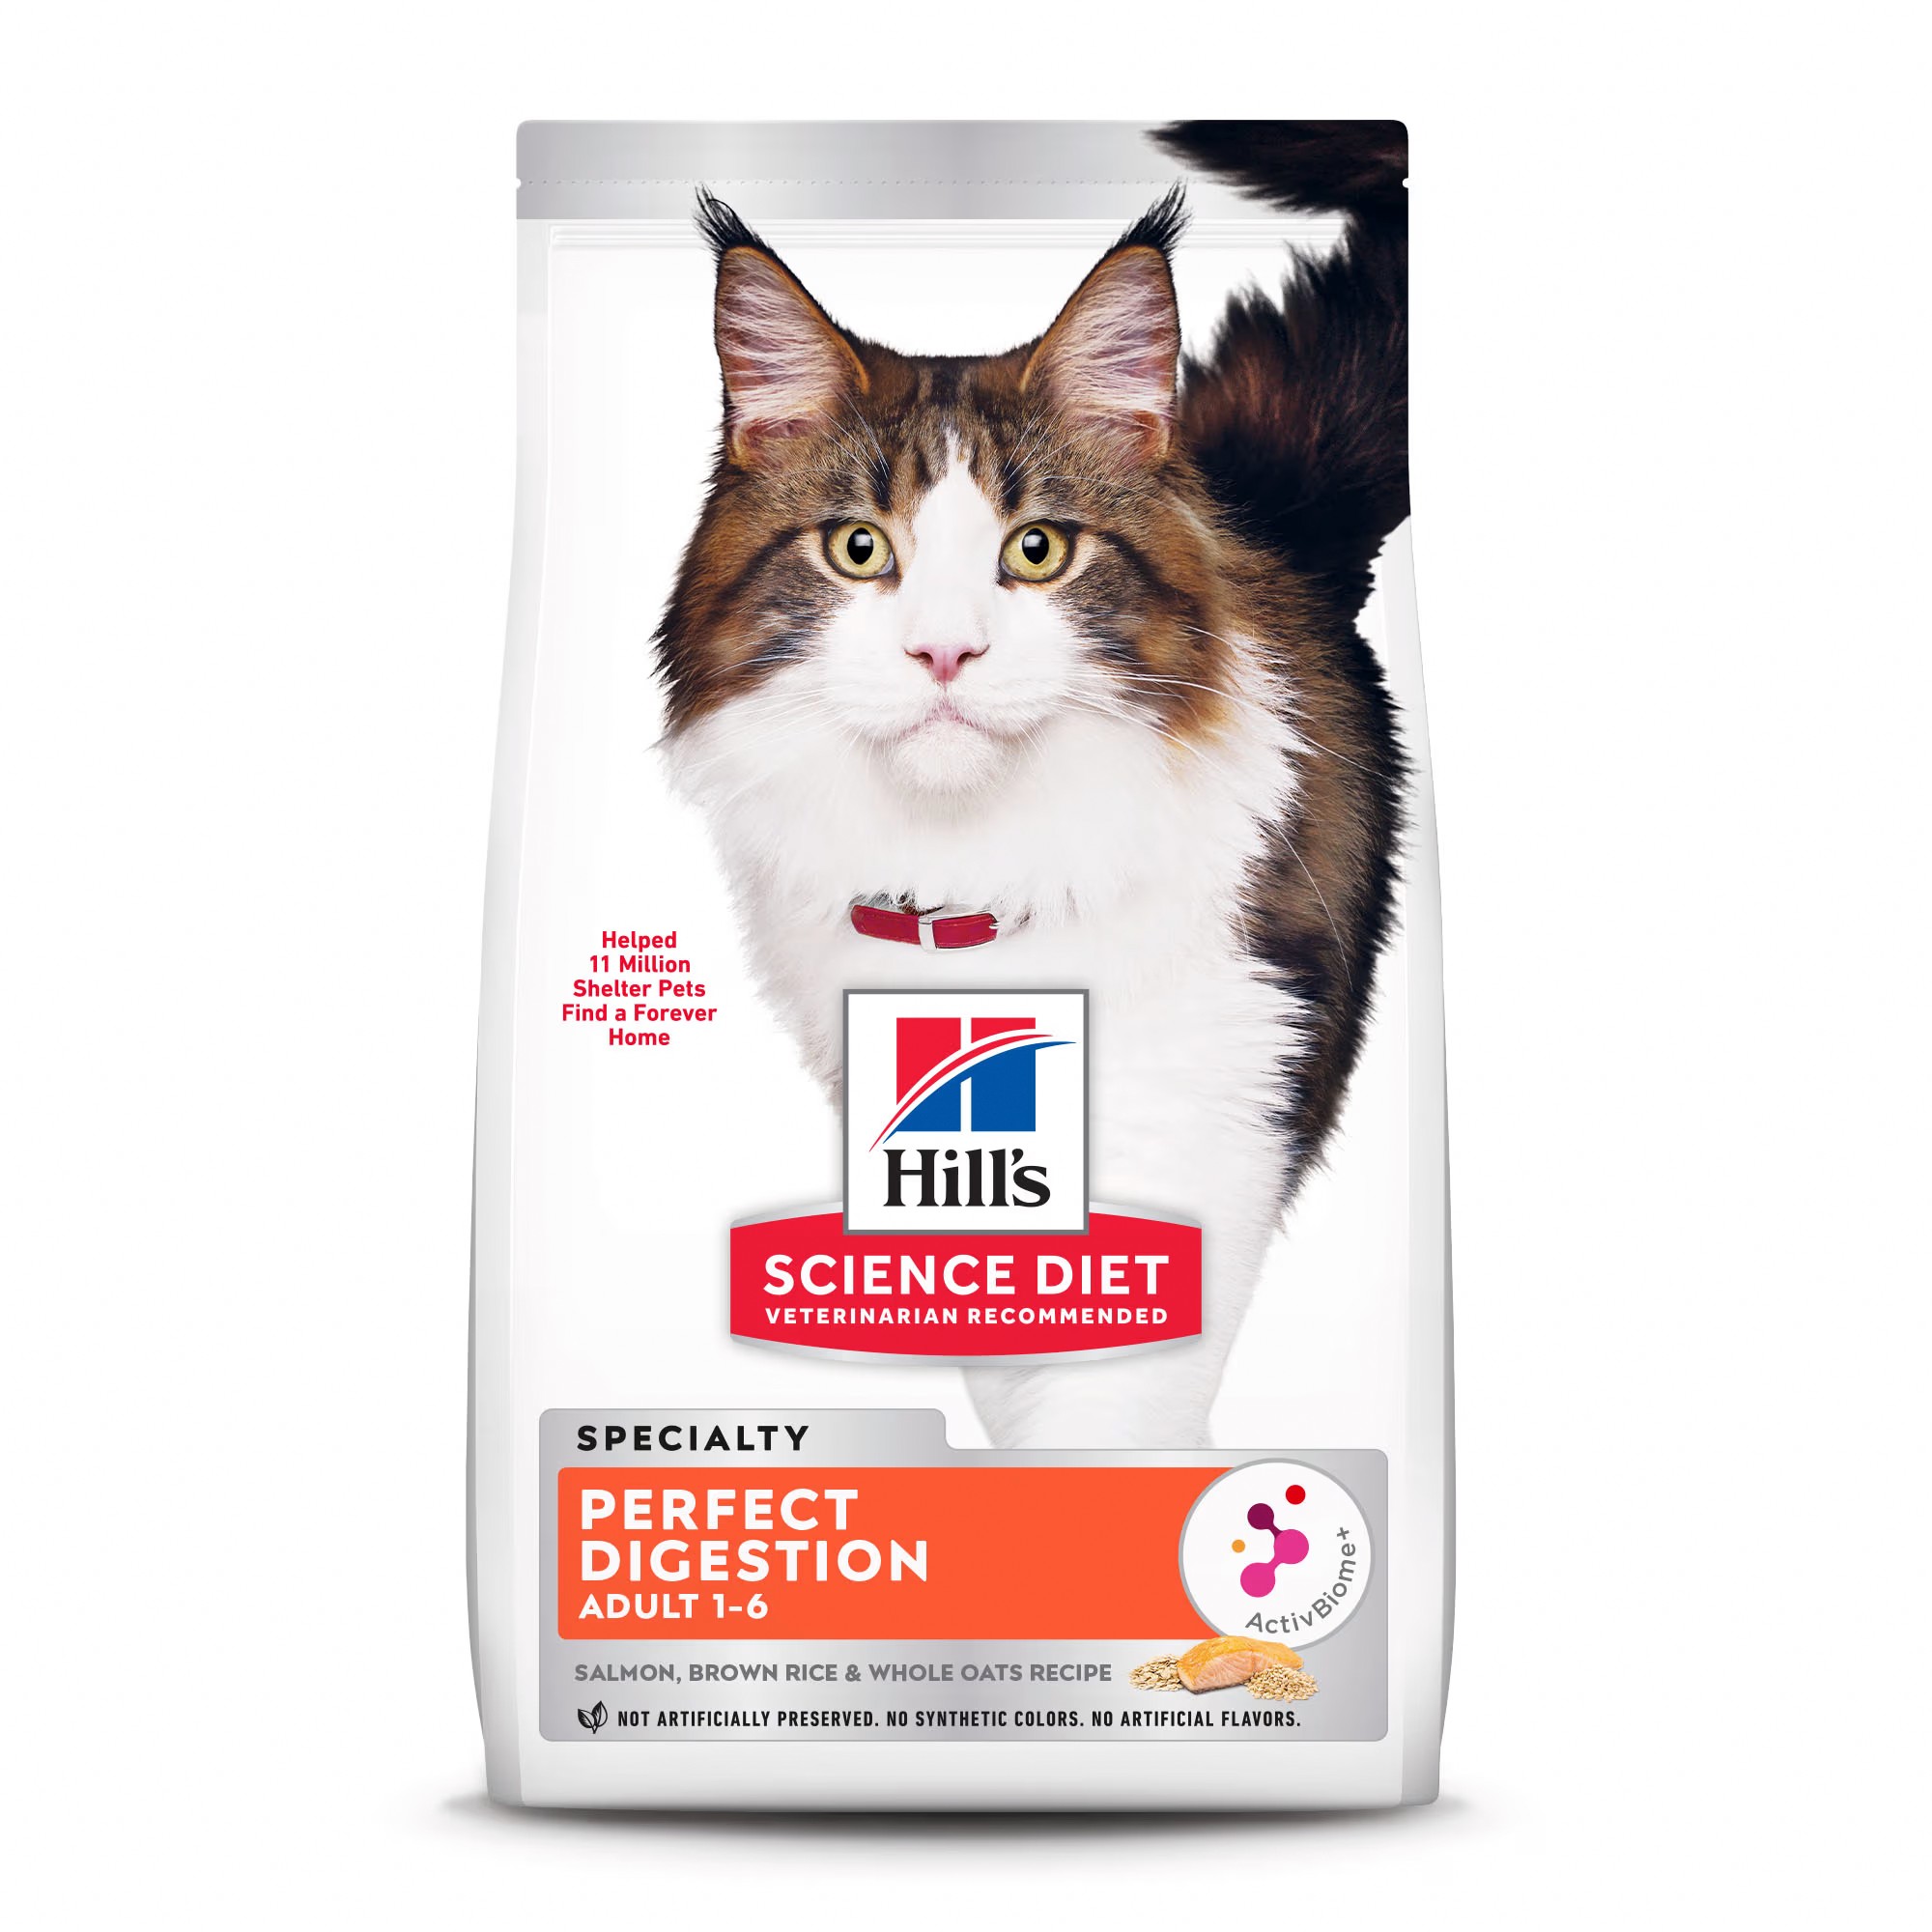 Helped
11 Million
Shelter Pets
Find a Forever
Home
Hill's
SCIENCE DIET
VETERINARIAN RECOMMENDED
SPECIALTY
PERFECT
DIGESTION
ADULT 1-6
ActivBiome+
SALMON, BROWN RICE & WHOLE OATS RECIPE
NOT ARTIFICIALLY PRESERVED. NO SYNTHETIC COLORS. NO ARTIFICIAL FLAVORS.